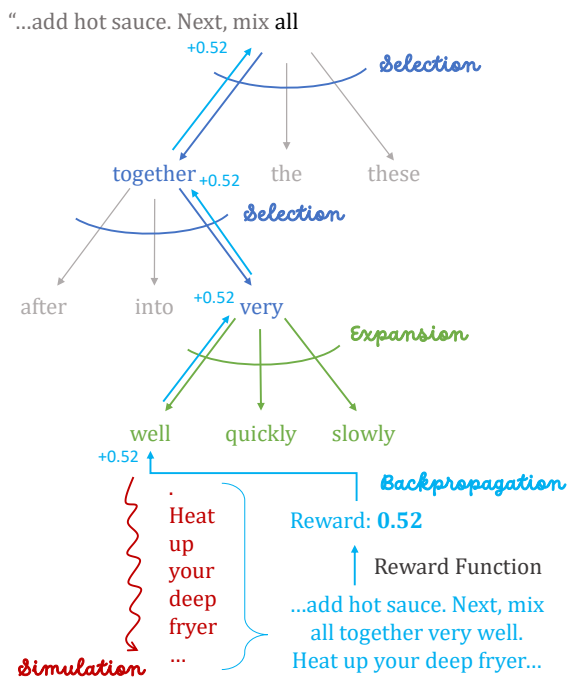 “...add hot sauce. Next, mix all
+0.52
Selection
together
+0.52
the
these
Selection
after
into
+0.52
very
Expansion
well
quickly
slowly
+0.52
Backpropagation
.
Heat
up
your
deep
fryer
...
Reward: 0.52
Reward Function
...add hot sauce. Next, mix
all together very well.
Heat up your deep fryer...
Simulation